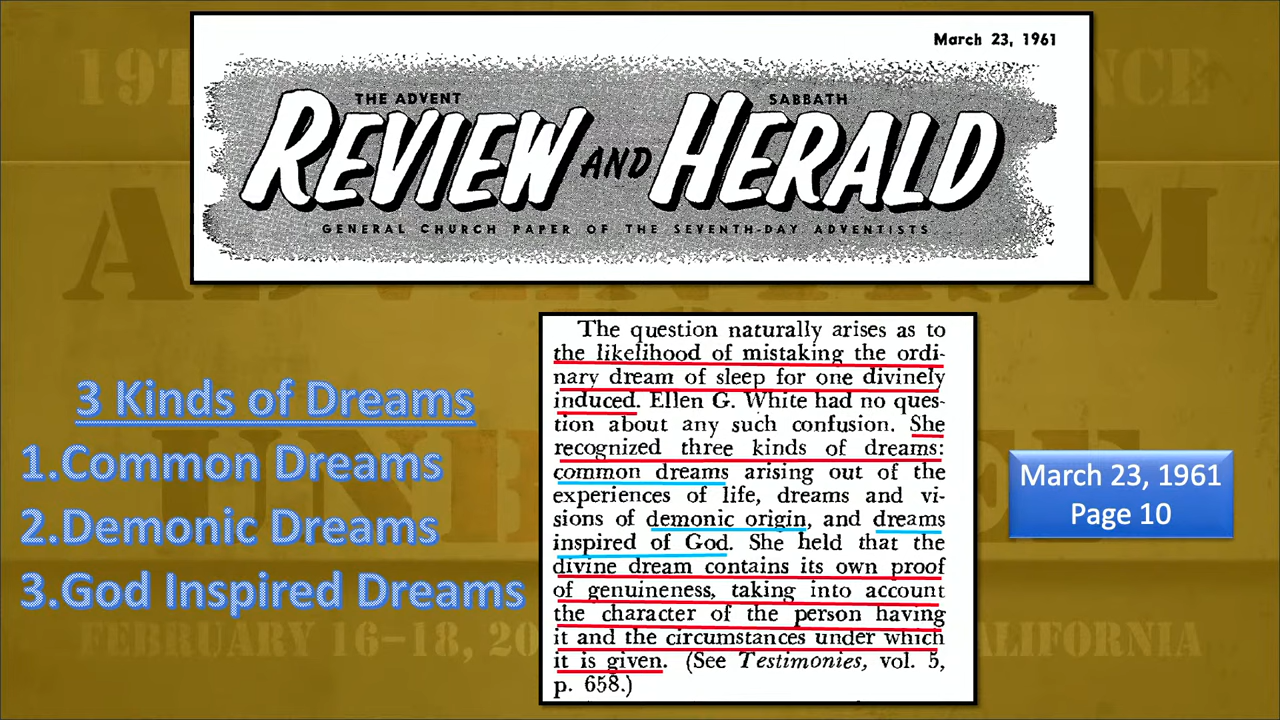 March 23, 1961
THE ADVENT SABBATH
REVIEW AND HERALD
GENERAL CHURCH PAPER OF THE SEVENTH-DAY ADVENTISTS
3 Kinds of Dreams
1.Common Dreams
2.Demonic Dreams
3.God Inspired Dreams
The question naturally arises as to
the likelihood of mistaking the ordi-
nary dream of sleep for one divinely
induced. Ellen G. White had no ques-
tion about any such confusion. She
recognized three kinds of dreams:
common dreams arising out of the
experiences of life, dreams and vi-
sions of demonic origin, and dreams
inspired of God. She held that the
divine dream contains its own proof
of genuineness, taking into account
the character of the person having
it and the circumstances under which
it is given. (See Testimonies, vol. 5,
p. 658.)
March 23, 1961
Page 10
FEBRUARY 16–18, 20